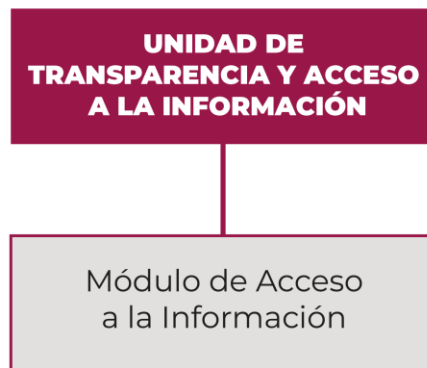 UNIDAD DE
TRANSPARENCIA Y ACCESO
A LA INFORMACIÓN
Módulo de Acceso
a la Información